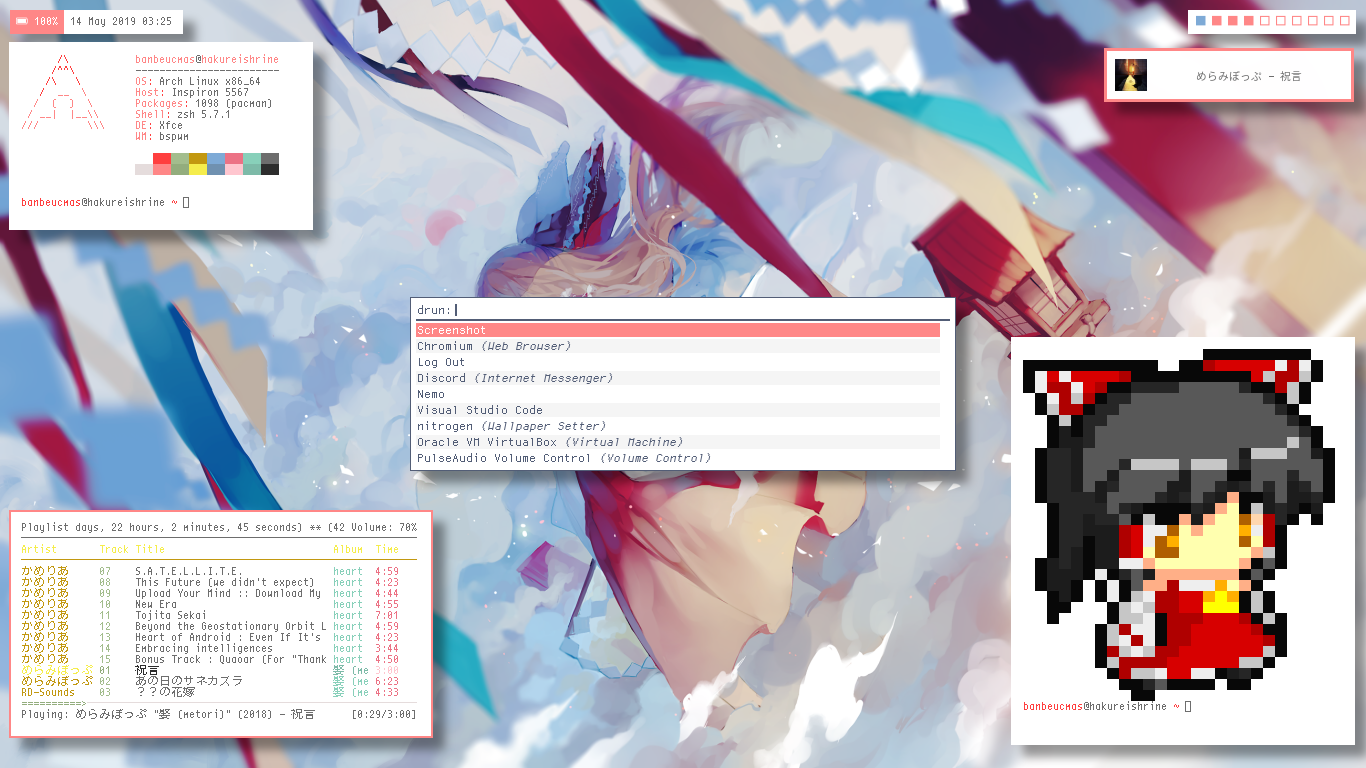 100% 14 May 2019 03:25
bambeucmas@hakureishrine
------------------------
OS: Arch Linux x86_64
Host: Inspiron 5567
Packages: 1098 (pacman)
Shell: zsh 5.7.1
DE: Xfce
WM: bspwm
bambeucmas@hakureishrine ~
めらみぽっぷ - 祝言
drun:
Screenshot
Chromium (Web Browser)
Log Out
Discord (Internet Messenger)
Nemo
Visual Studio Code
nitrogen (Wallpaper Setter)
Oracle VM VirtualBox (Virtual Machine)
PulseAudio Volume Control (Volume Control)
Playlist days, 22 hours, 2 minutes, 45 seconds) ** (42 Volume: 70%
Artist Track Title Album Time
かめりあ 07 S.A.T.E.L.L.I.T.E. heart 4:59
かめりあ 08 This Future (we didn't expect) heart 4:23
かめりあ 09 Upload Your Mind :: Download My heart 4:44
かめりあ 10 New Era heart 4:55
かめりあ 11 Tojita Sekai heart 7:01
かめりあ 12 Beyond the Geostationary Orbit L heart 6:59
かめりあ 13 Heart of Android : Even If It's heart 4:23
かめりあ 14 Embracing intelligences heart 3:44
かめりあ 15 Bonus Track : Quaoar (For "Thank heart 4:50
めらみぽっぷ 01 祝言 (me 3:00
めらみぽっぷ 02 あの日のサネカズラ (me 6:23
RD-Sounds 03 ？？の花嫁 (me 4:33
==========>
Playing: めらみぽっぷ " (metori)" (2018) - 祝言 [0:29/3:00]
bambeucmas@hakureishrine ~